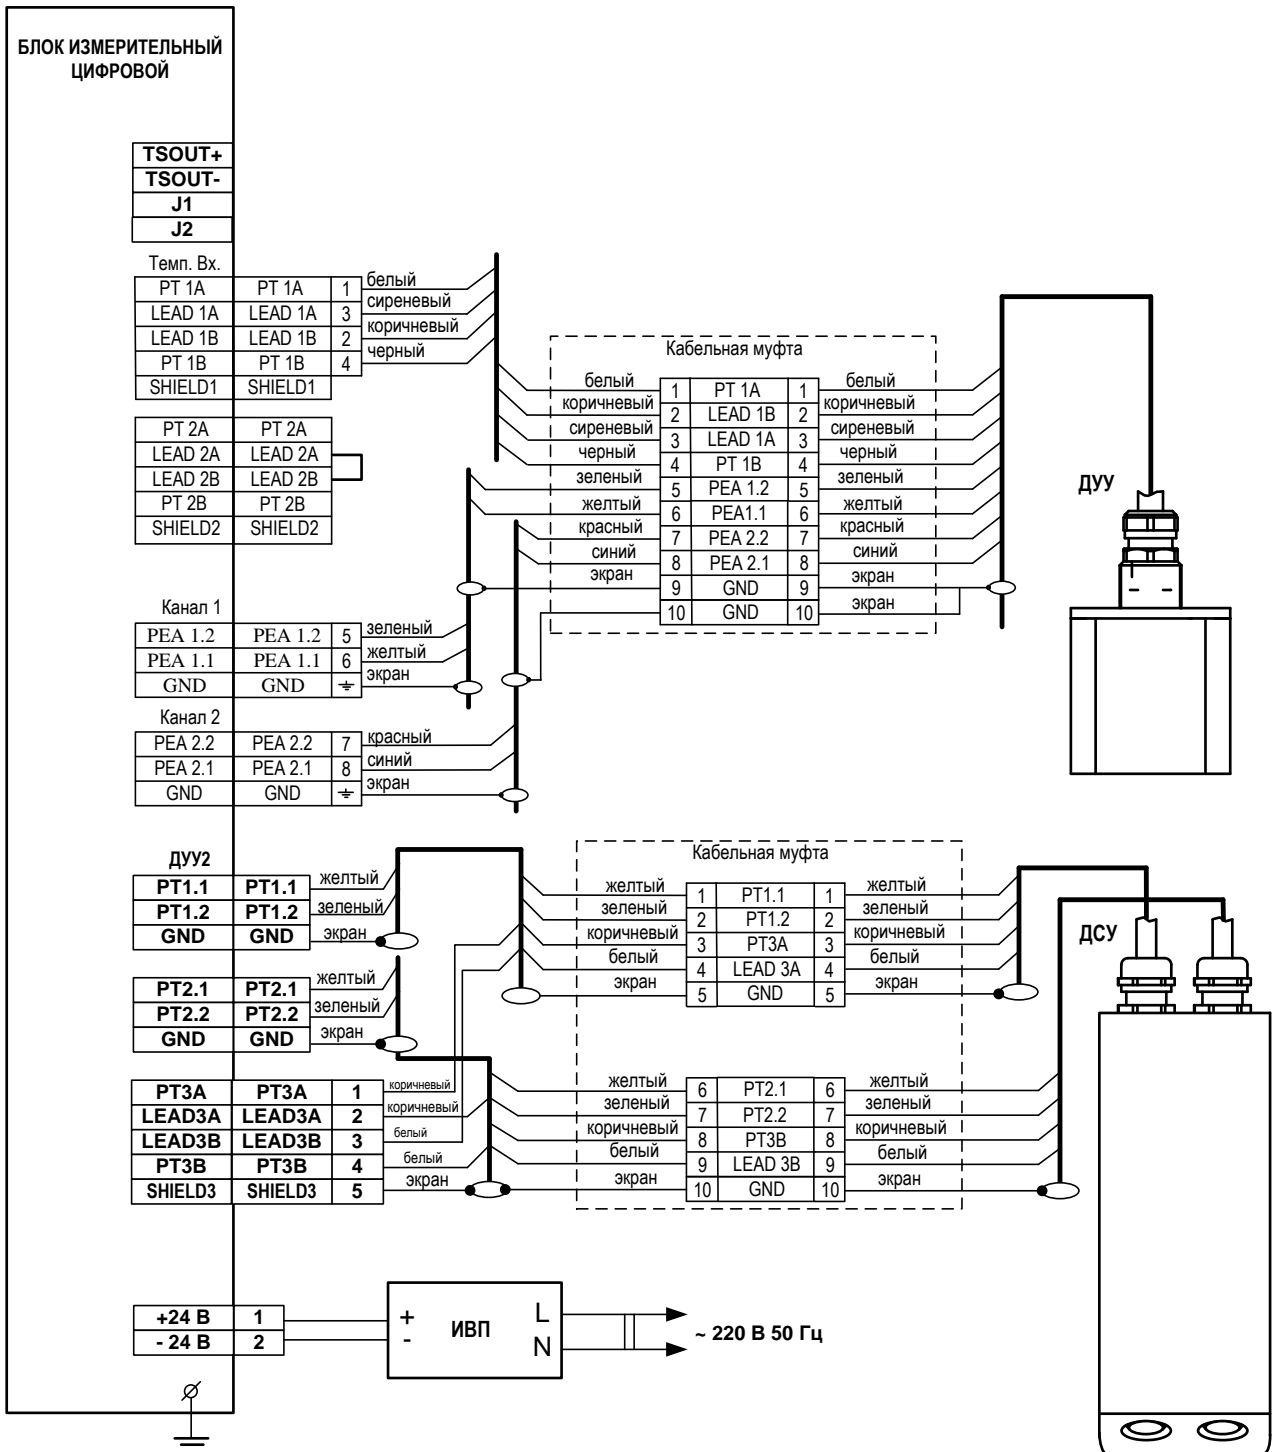 БЛОК ИЗМЕРИТЕЛЬНЫЙ
ЦИФРОВОЙ
TSOUT+
TSOUT-
J1
J2
Темп. Вх.
PT 1A PT 1A 1 белый
LEAD 1A LEAD 1A 3 сиреневый
LEAD 1B LEAD 1B 2 коричневый
PT 1B PT 1B 4 черный
SHIELD1 SHIELD1
PT 2A PT 2A
LEAD 2A LEAD 2A
LEAD 2B LEAD 2B
PT 2B PT 2B
SHIELD2 SHIELD2
Кабельная муфта
белый 1 PT 1A 1 белый
коричневый 2 LEAD 1B 2 коричневый
сиреневый 3 LEAD 1A 3 сиреневый
черный 4 PT 1B 4 черный
зеленый 5 PEA 1.2 5 зеленый
желтый 6 PEA1.1 6 желтый
красный 7 PEA 2.2 7 красный
синий 8 PEA 2.1 8 синий
экран 9 GND 9 экран
10 GND 10 экран
ДУУ
Канал 1
PEA 1.2 PEA 1.2 5 зеленый
PEA 1.1 PEA 1.1 6 желтый
GND GND экран
Канал 2
PEA 2.2 PEA 2.2 7 красный
PEA 2.1 PEA 2.1 8 синий
GND GND экран
ДУУ2
PT1.1 PT1.1 желтый
PT1.2 PT1.2 зеленый
GND GND экран
PT2.1 PT2.1 желтый
PT2.2 PT2.2 зеленый
GND GND экран
PT3A PT3A 1 коричневый
LEAD3A LEAD3A 2 коричневый
LEAD3B LEAD3B 3 белый
PT3B PT3B 4 белый
SHIELD3 SHIELD3 5 экран
Кабельная муфта
желтый 1 PT1.1 1 желтый
зеленый 2 PT1.2 2 зеленый
коричневый 3 PT3A 3 коричневый
белый 4 LEAD 3A 4 белый
экран 5 GND 5 экран
желтый 6 PT2.1 6 желтый
зеленый 7 PT2.2 7 зеленый
коричневый 8 PT3B 8 коричневый
белый 9 LEAD 3B 9 белый
экран 10 GND 10 экран
ДСУ
+24 В 1
- 24 В 2
+ ИВП L
- N
~ 220 В 50 Гц